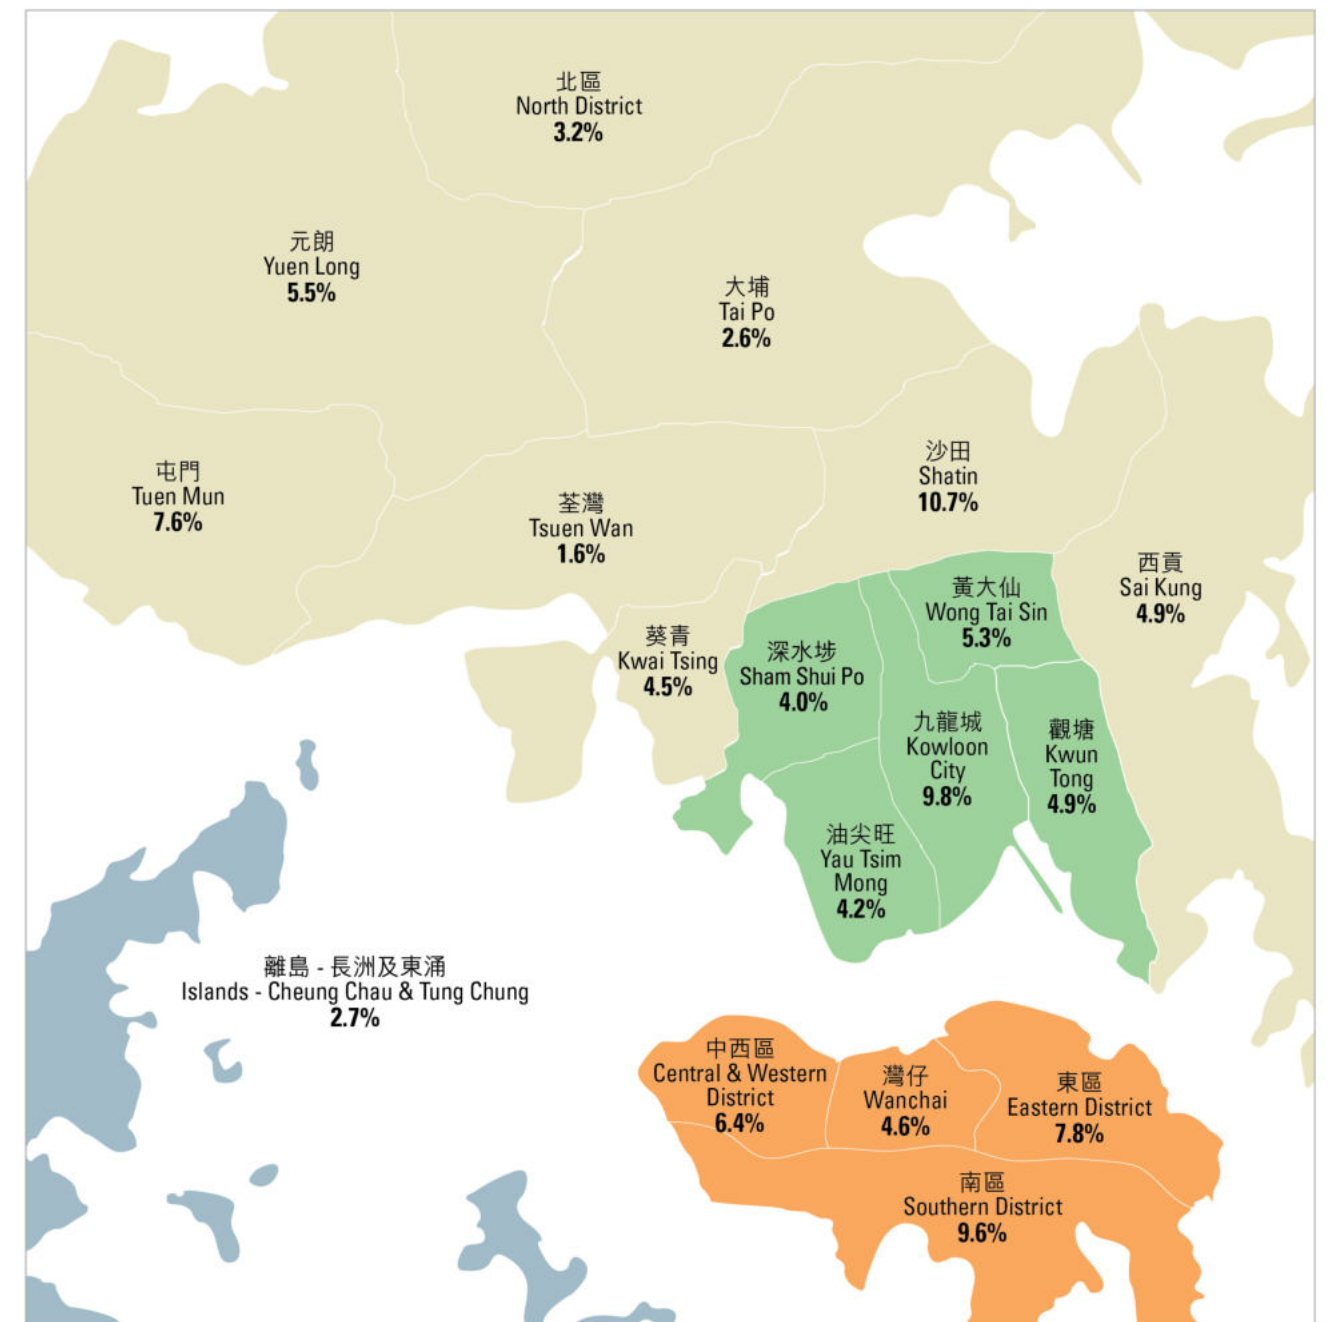 北區
North District
3.2%
元朗
Yuen Long
5.5%
大埔
Tai Po
2.6%
屯門
Tuen Mun
7.6%
荃灣
Tsuen Wan
1.6%
沙田
Shatin
10.7%
西貢
Sai Kung
4.9%
葵青
Kwai Tsing
4.5%
深水埗
Sham Shui Po
4.0%
黃大仙
Wong Tai Sin
5.3%
九龍城
Kowloon
City
9.8%
觀塘
Kwun
Tong
4.9%
油尖旺
Yau Tsim
Mong
4.2%
離島 - 長洲及東涌
Islands - Cheung Chau & Tung Chung
2.7%
中西區
Central & Western
District
6.4%
灣仔
Wanchai
4.6%
東區
Eastern District
7.8%
南區
Southern District
9.6%